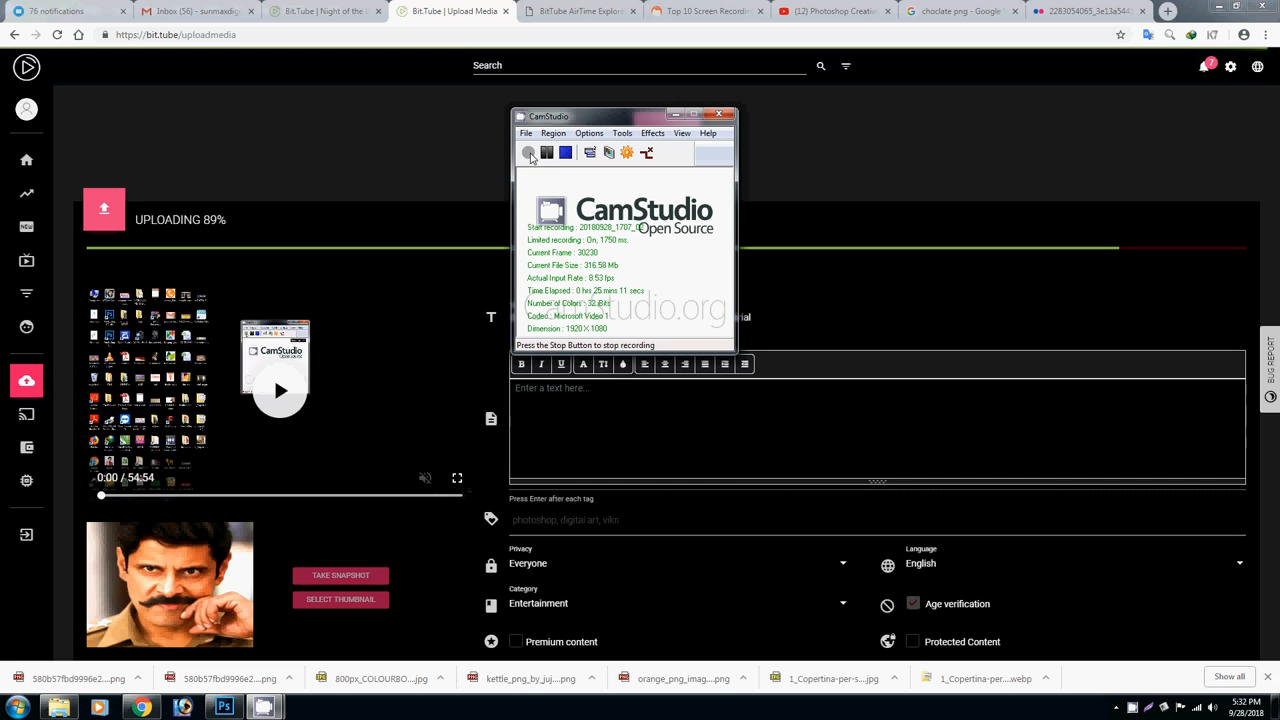 76 notifications
Inbox (56) - sunmaxdigi
Bit.Tube | Night of the
Bit.Tube | Upload Media
BitTube AirTime Explore
Top 10 Screen Recordin
(12) Photoshop Creativ
choclate png - Google
2283054065_3e13a544
https://bit.tube/uploadmedia
Search
7
CamStudio
File Region Options Tools Effects View Help
CamStudio
Open Source
CamStudio.org
Limited recording : On, 1750 ms.
Current Frame : 30230
Current File Size : 316.58 Mb
Actual Input Rate : 8.53 fps
Time Elapsed : 0 hrs 25 mins 11 secs
Number of Colors : 32 Bits
Codec : Microsoft Video 1
Dimension : 1920 X 1080
Press the Stop Button to stop recording
UPLOADING 89%
BUG REPORT
Enter a text here...
0:00 / 54:54
Press Enter after each tag
photoshop, digital art, vikn
Privacy
Everyone
Language
English
Category
Entertainment
Age verification
Premium content
Protected Content
TAKE SNAPSHOT
SELECT THUMBNAIL
580b57fbd9996e2....png
580b57fbd9996e2....png
800px_COLOURBO....jpg
kettle_png_by_juj....png
orange_png_imag....png
1_Copertina-per-s....jpg
1_Copertina-per....webp
Show all
5:32 PM
9/28/2018